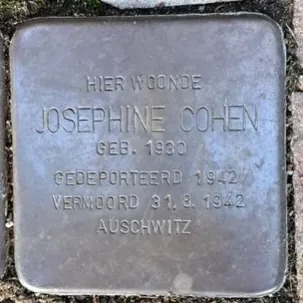 HIER WOONDE
JOSEPHINE COHEN
GEB. 1930
GEDEPORTEERD 1942
VERMOORD 31.8.1942
AUSCHWITZ